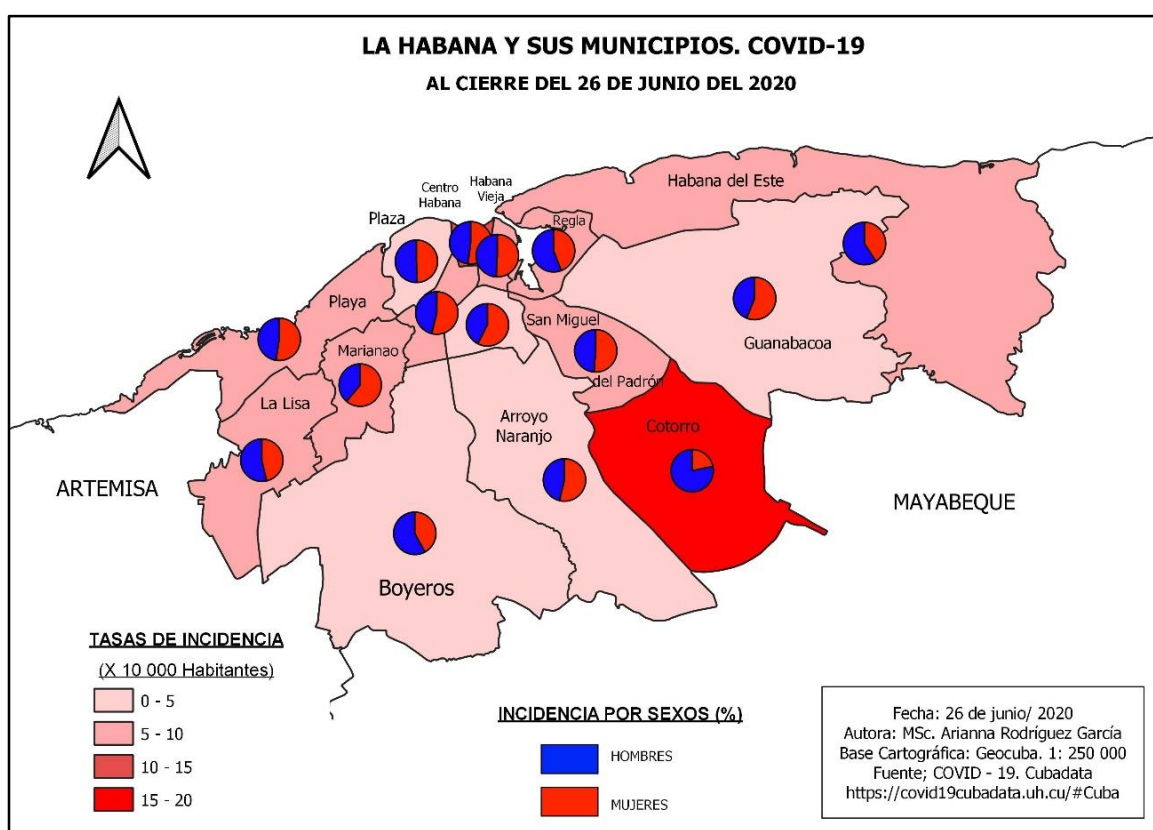 LA HABANA Y SUS MUNICIPIOS. COVID-19
AL CIERRE DEL 26 DE JUNIO DEL 2020
Habana del Este
Habana
Vieja
Centro
Habana
Regla
Plaza
Playa
San Miguel
del Padrón
Guanabacoa
Marianao
La Lisa
Arroyo
Naranjo
Cotorro
ARTEMISA
MAYABEQUE
Boyeros
TASAS DE INCIDENCIA
(X 10 000 Habitantes)
0 - 5
5 - 10
10 - 15
15 - 20
INCIDENCIA POR SEXOS (%)
HOMBRES
MUJERES
Fecha: 26 de junio/ 2020
Autora: MSc. Arianna Rodríguez García
Base Cartográfica: Geocuba. 1: 250 000
Fuente; COVID - 19. Cubadata
https://covid19cubadata.uh.cu/#Cuba